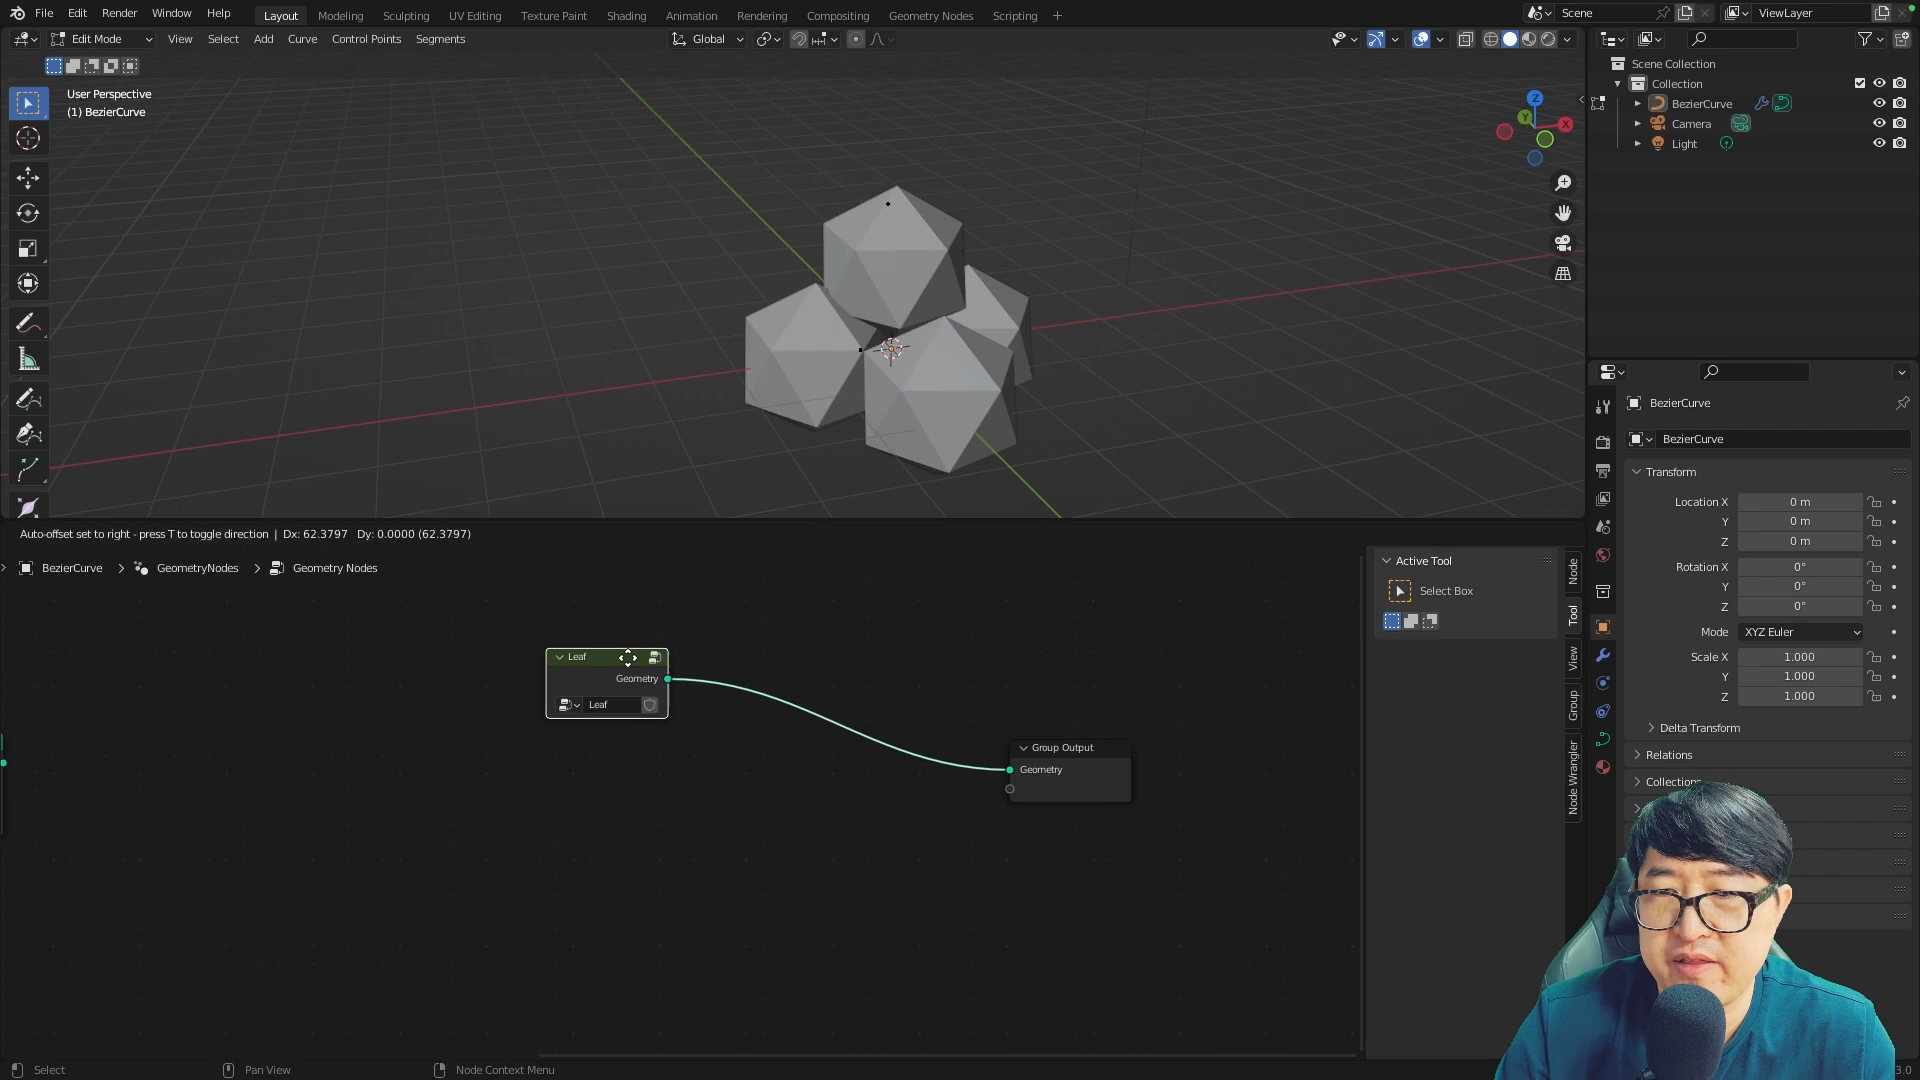 File Edit Render Window Help Layout Modeling Sculpting UV Editing Texture Paint Shading Animation Rendering Compositing Geometry Nodes Scripting Scene ViewLayer
Edit Mode View Select Add Curve Control Points Segments Global
User Perspective
(1) BezierCurve
Z
Y
X
Scene Collection
Collection
BezierCurve
Camera
Light
BezierCurve
BezierCurve
Transform
Location X 0 m
Y 0 m
Z 0 m
Rotation X 0°
Y 0°
Z 0°
Mode XYZ Euler
Scale X 1.000
Y 1.000
Z 1.000
Delta Transform
Relations
Collections
Auto-offset set to right - press T to toggle direction | Dx: 62.3797 Dy: 0.0000 (62.3797)
BezierCurve GeometryNodes Geometry Nodes
Leaf
Geometry
Leaf
Group Output
Geometry
Active Tool
Select Box
Node
Tool
View
Group
Node Wrangler
Select Pan View Node Context Menu